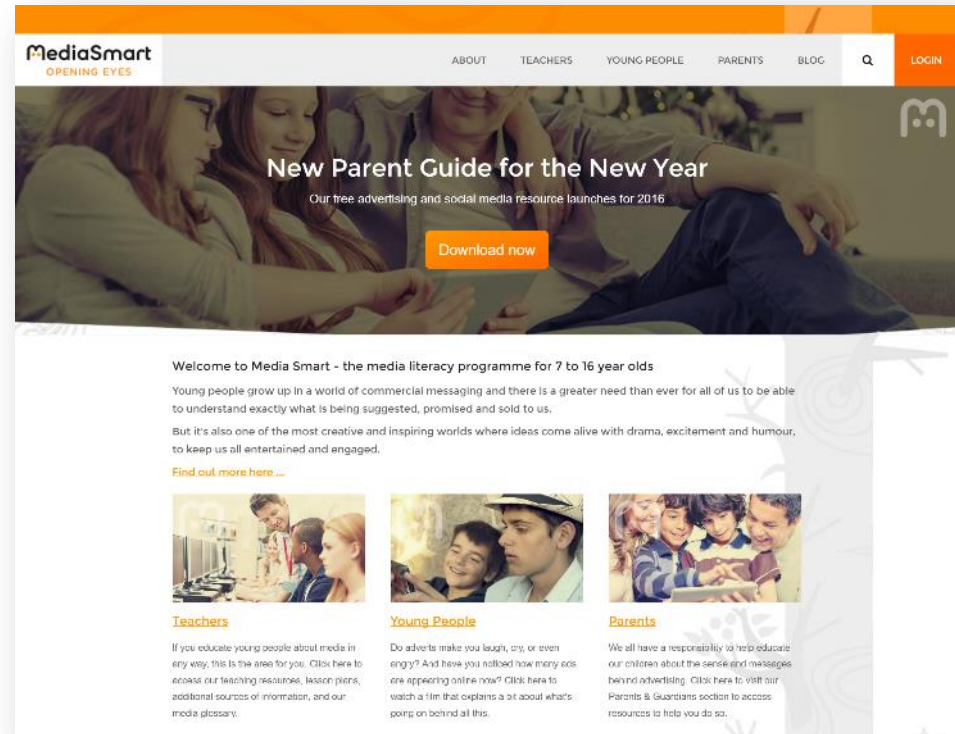 MediaSmart
OPENING EYES
ABOUT
TEACHERS
YOUNG PEOPLE
PARENTS
BLOG
LOGIN
New Parent Guide for the New Year
Our free advertising and social media resource launches for 2016
Download now
Welcome to Media Smart - the media literacy programme for 7 to 16 year olds
Young people grow up in a world of commercial messaging and there is a greater need than ever for all of us to be able
to understand exactly what is being suggested, promised and sold to us.
But it's also one of the most creative and inspiring worlds where ideas come alive with drama, excitement and humour,
to keep us all entertained and engaged.
Find out more here ...
Teachers
If you educate young people about media in
any way, this is the area for you. Click here to
access our teaching resources, lesson plans,
additional sources of information, and our
media glossary.
Young People
Do adverts make you laugh, cry, or even
angry? And have you noticed how many ads
are appearing online now? Click here to
watch a film that explains a bit about what's
going on behind all this.
Parents
We all have a responsibility to help educate
our children about the sense and messages
behind advertising. Click here to visit our
Parents & Guardians section to access
resources to help you do so.